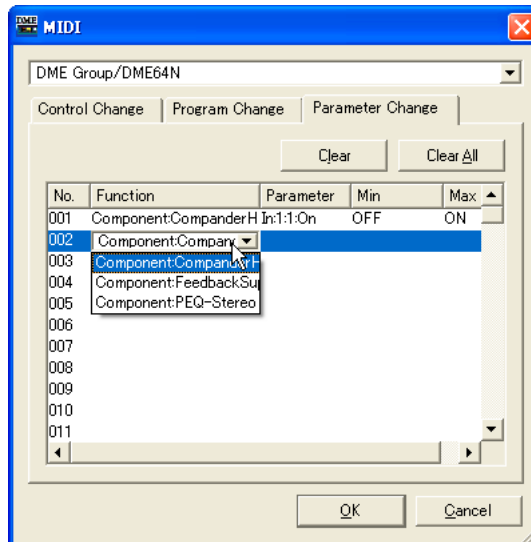 DME MIDI
DME Group/DME64N
Control Change Program Change Parameter Change
Clear Clear All
No. Function Parameter Min Max
001 Component:CompanderH In:1:1:On OFF ON
002 Component:Compan
003 Component:CompanderH
004 Component:FeedbackSu
005 Component:PEQ-Stereo
006
007
008
009
010
011
OK Cancel